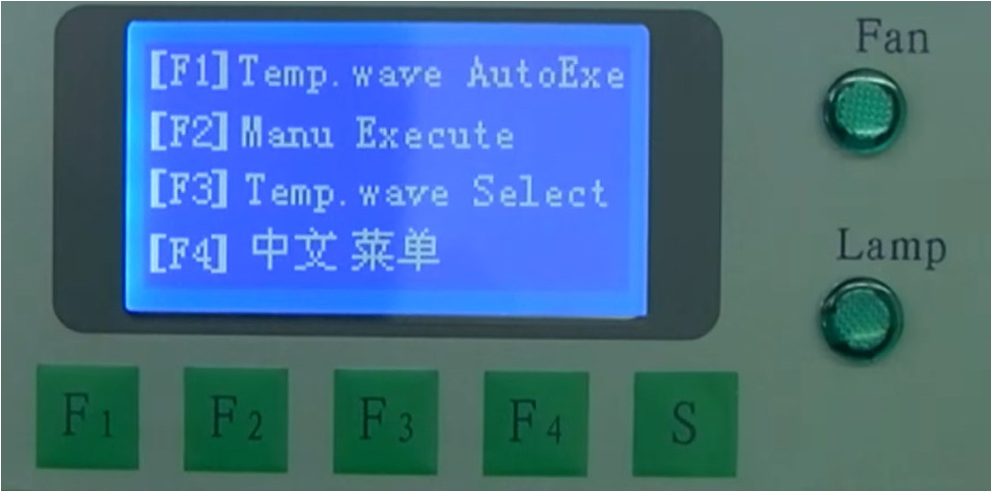 [F1] Temp.wave AutoExe
[F2] Manu Execute
[F3] Temp.wave Select
[F4] 中文菜单
Fan
Lamp
F1 F2 F3 F4 S